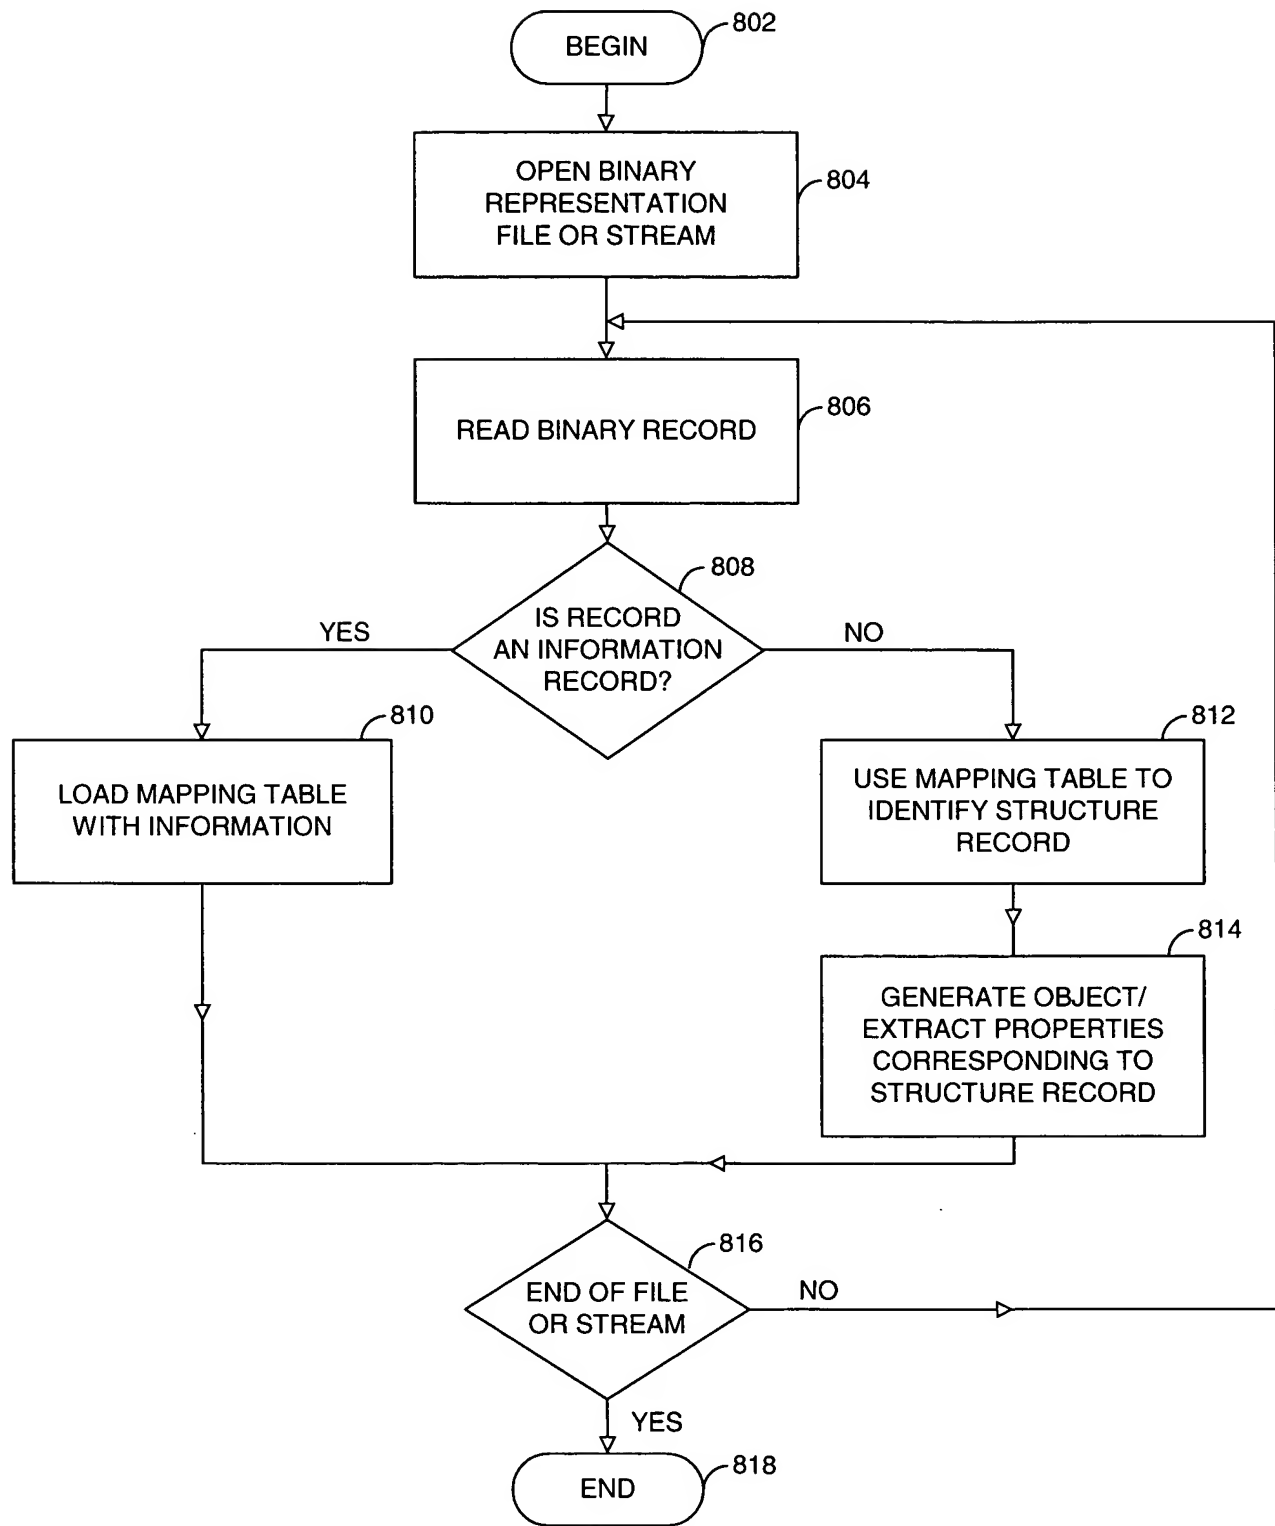 BEGIN
802
OPEN BINARY
REPRESENTATION
FILE OR STREAM
804
READ BINARY RECORD
806
808
IS RECORD
AN INFORMATION
RECORD?
YES
NO
810
LOAD MAPPING TABLE
WITH INFORMATION
812
USE MAPPING TABLE TO
IDENTIFY STRUCTURE
RECORD
814
GENERATE OBJECT/
EXTRACT PROPERTIES
CORRESPONDING TO
STRUCTURE RECORD
816
END OF FILE
OR STREAM
NO
YES
END
818